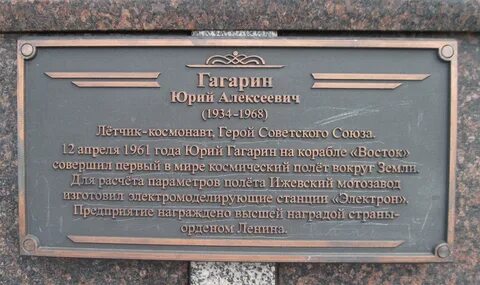 Гагарин
Юрий Алексеевич
(1934-1968)
Лётчик-космонавт, Герой Советского Союза.
12 апреля 1961 года Юрий Гагарин на корабле «Восток»
совершил первый в мире космический полёт вокруг Земли.
Для расчёта параметров полёта Ижевский мотозавод
изготовил электромоделирующие станции «Электрон».
Предприятие награждено высшей наградой страны-
орденом Ленина.